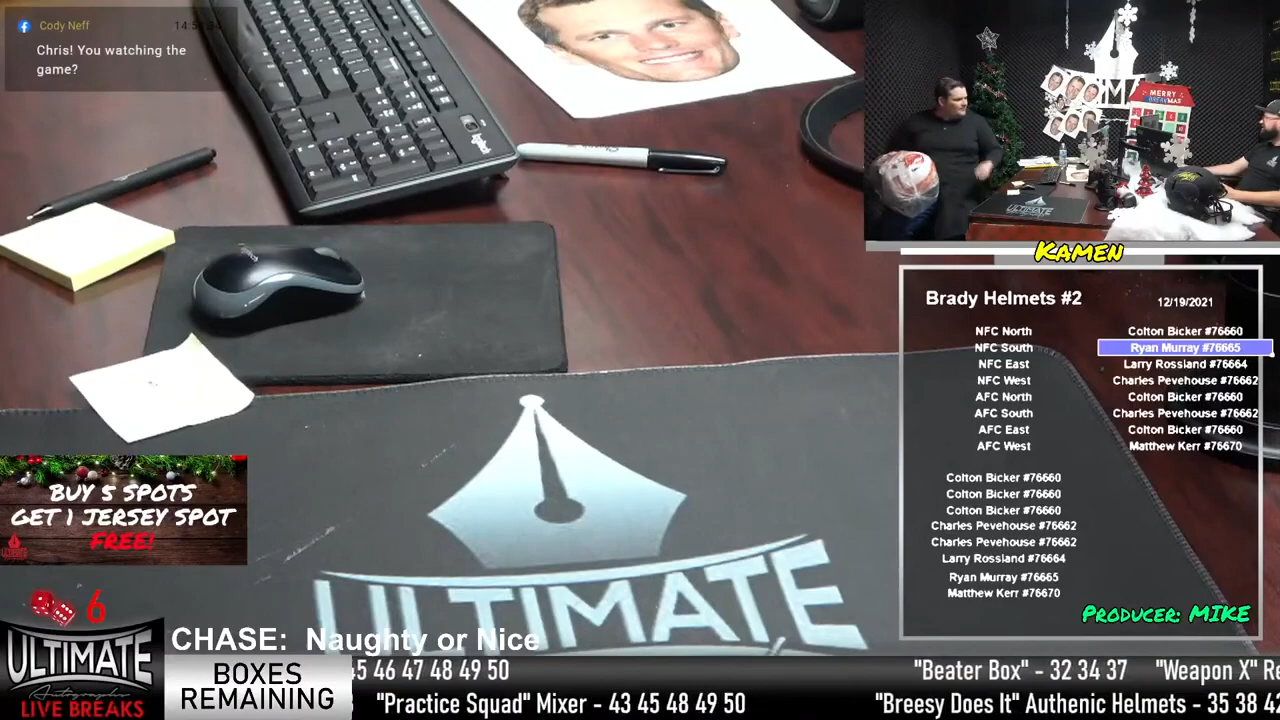 Cody Neff
Chris! You watching the
game?
MERRY
BREAKMAS
ULTIMATE
KAMEN
Brady Helmets #2
12/19/2021
NFC North Colton Bicker #76660
NFC South Ryan Murray #76665
NFC East Larry Rossland #76664
NFC West Charles Pevehouse #76662
AFC North Colton Bicker #76660
AFC South Charles Pevehouse #76662
AFC East Colton Bicker #76660
AFC West Matthew Kerr #76670
Colton Bicker #76660
Colton Bicker #76660
Colton Bicker #76660
Charles Pevehouse #76662
Charles Pevehouse #76662
Larry Rossland #76664
Ryan Murray #76665
Matthew Kerr #76670
PRODUCER: MIKE
BUY 5 SPOTS
GET 1 JERSEY SPOT
FREE!
ULTIMATE
6
CHASE: Naughty or Nice
ULTIMATE
Autographs
LIVE BREAKS
BOXES
REMAINING
45 46 47 48 49 50 "Beater Box" - 32 34 37 "Weapon X" Re
"Practice Squad" Mixer - 43 45 48 49 50 "Breesy Does It" Authenic Helmets - 35 38 42